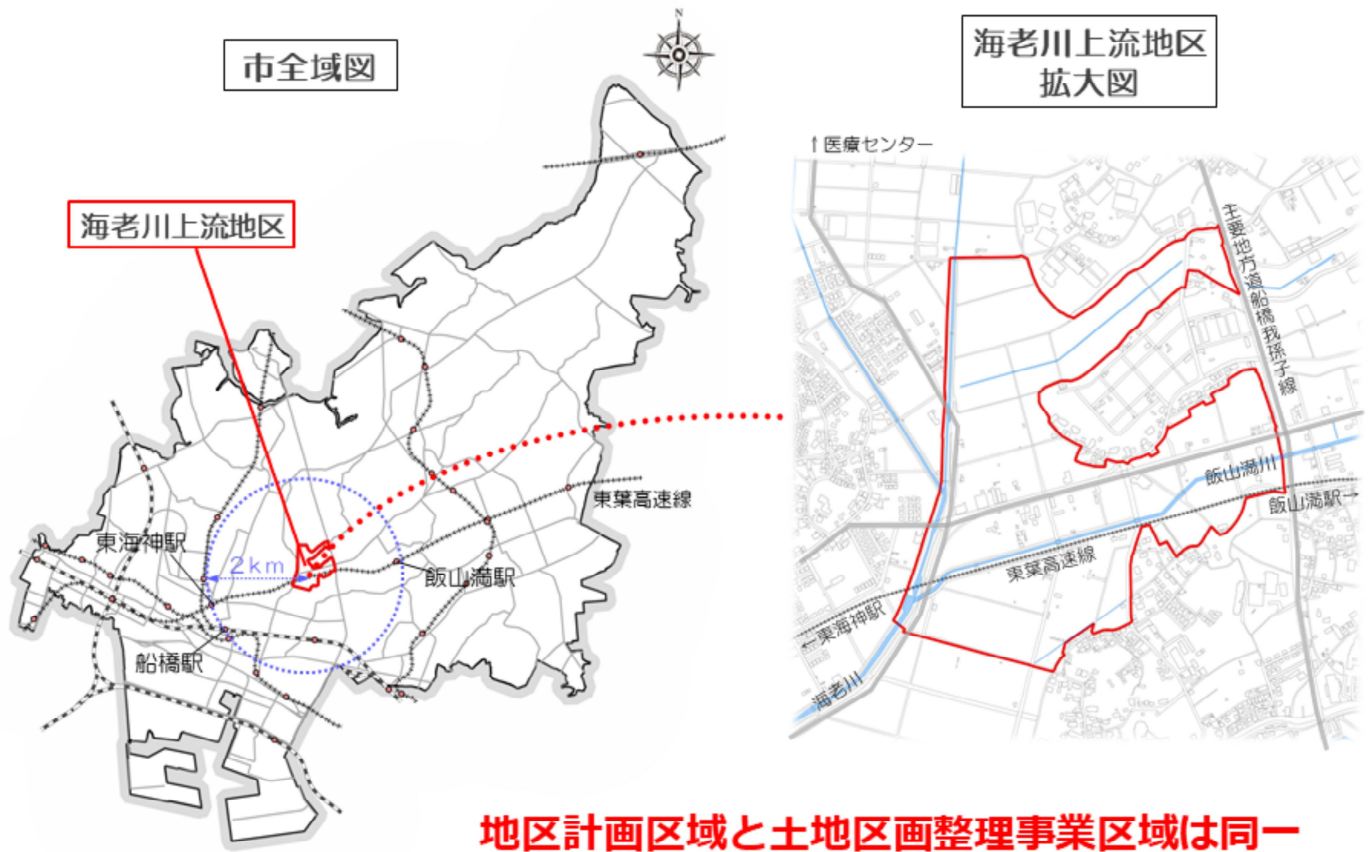 市全域図
N
海老川上流地区
東葉高速線
東海神駅
2km
飯山満駅
船橋駅
海老川上流地区
拡大図
↑医療センター
主要地方道船橋我孫子線
飯山満川
飯山満駅→
東葉高速線
←東海神駅
海老川
地区計画区域と土地区画整理事業区域は同一